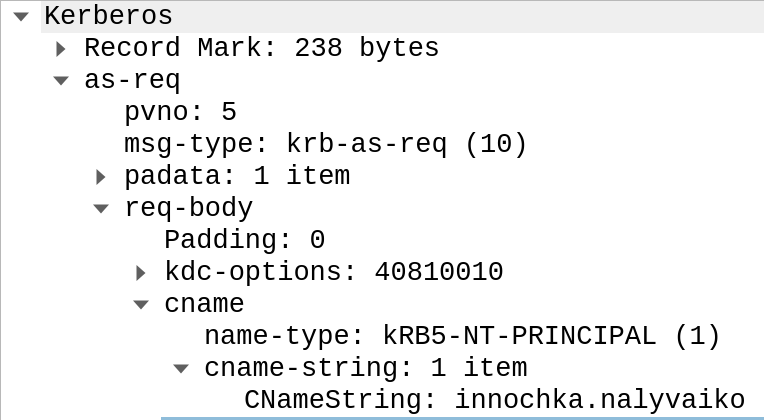 Kerberos
Record Mark: 238 bytes
as-req
pvno: 5
msg-type: krb-as-req (10)
padata: 1 item
req-body
Padding: 0
kdc-options: 40810010
cname
name-type: kRB5-NT-PRINCIPAL (1)
cname-string: 1 item
CNameString: innochka.nalyvaiko